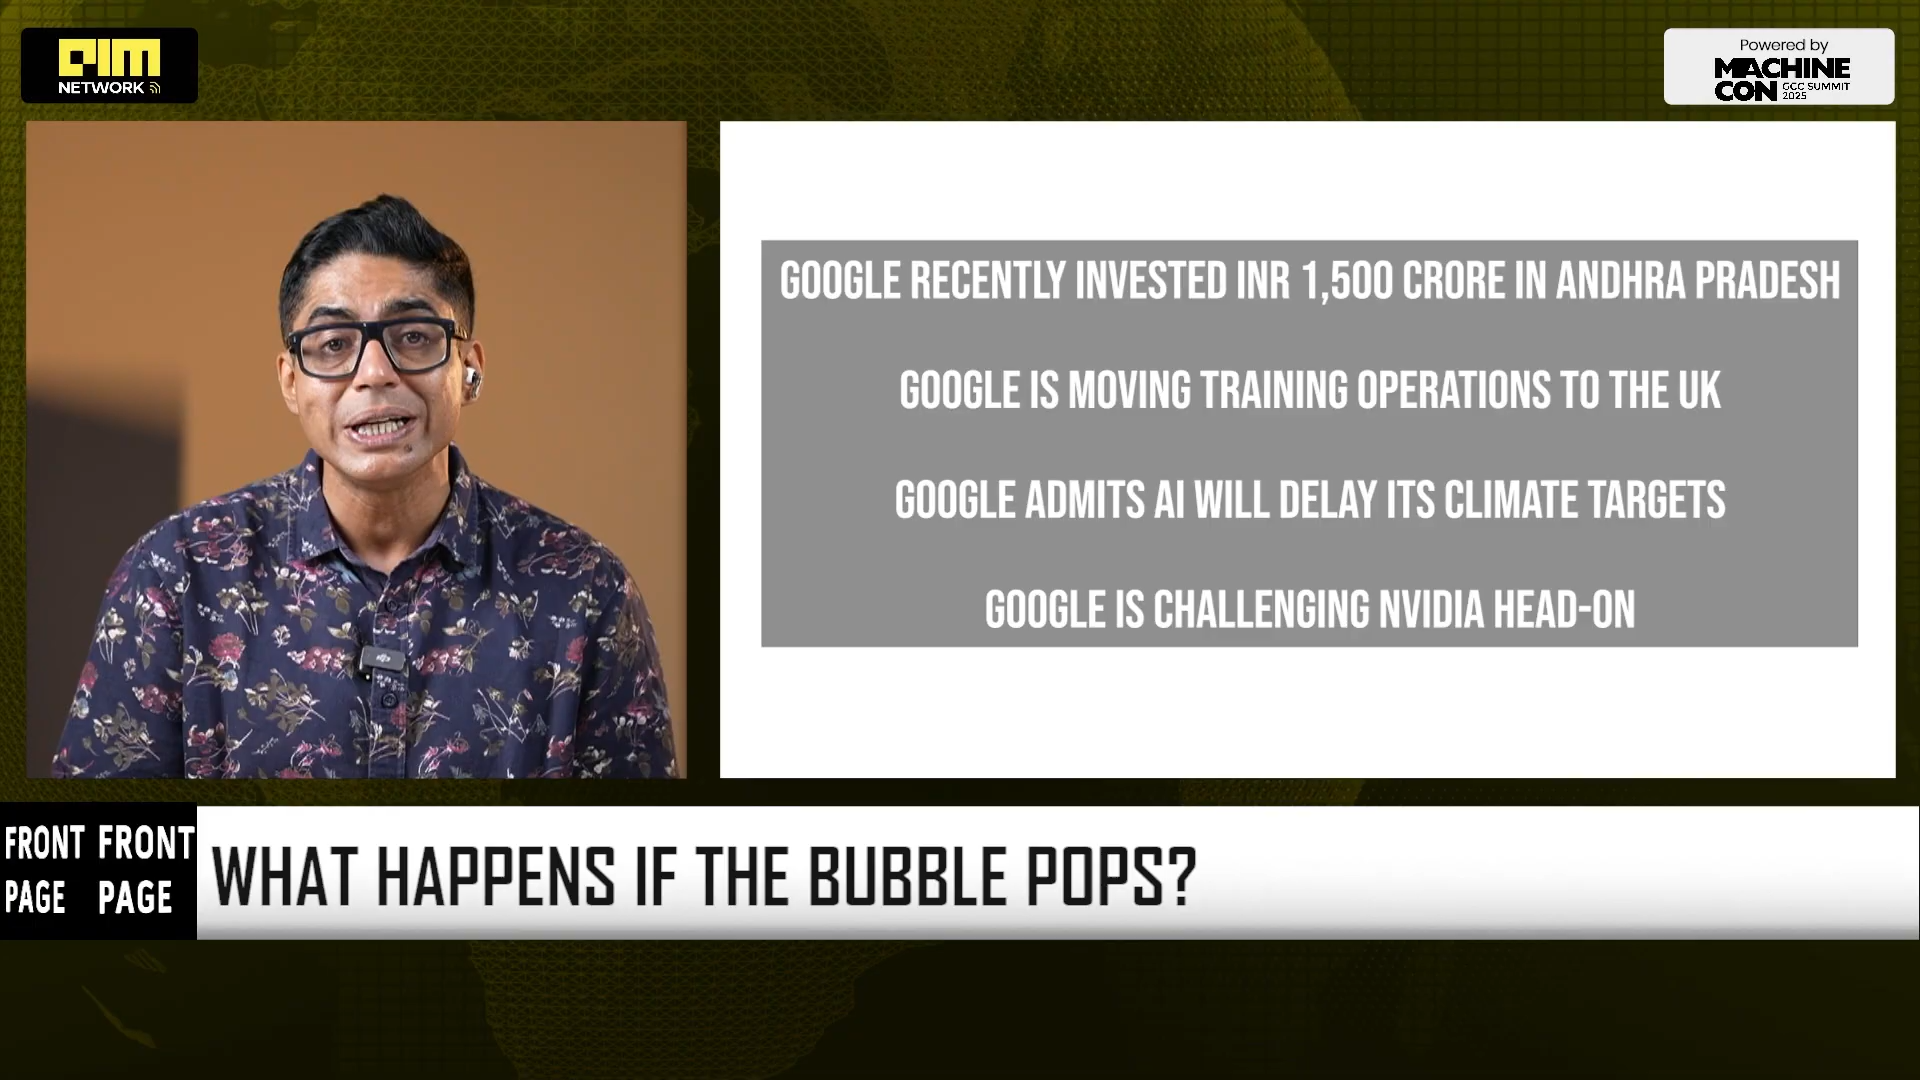 AIM
NETWORK
Powered by
MACHINE
CON GCC SUMMIT
2025
GOOGLE RECENTLY INVESTED INR 1,500 CRORE IN ANDHRA PRADESH
GOOGLE IS MOVING TRAINING OPERATIONS TO THE UK
GOOGLE ADMITS AI WILL DELAY ITS CLIMATE TARGETS
GOOGLE IS CHALLENGING NVIDIA HEAD-ON
FRONT FRONT
PAGE PAGE
WHAT HAPPENS IF THE BUBBLE POPS?